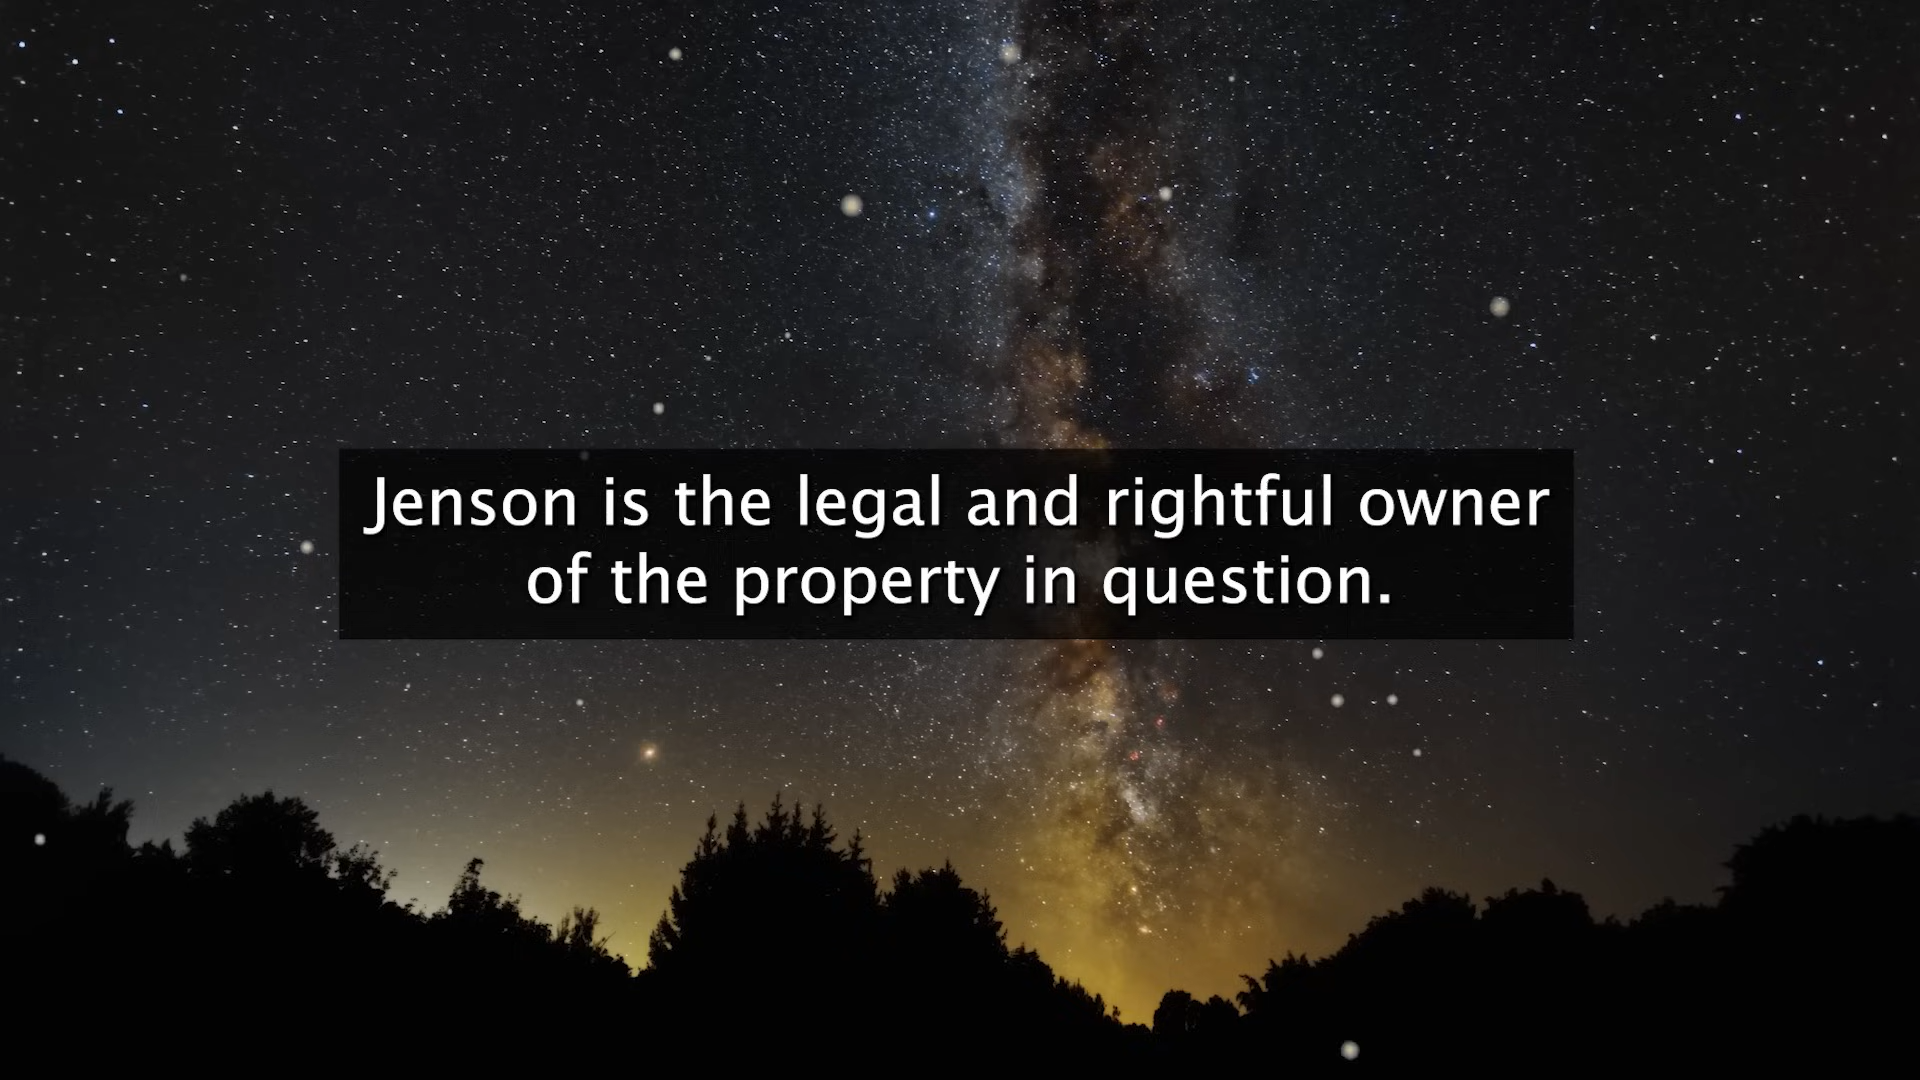 Jenson is the legal and rightful owner
of the property in question.